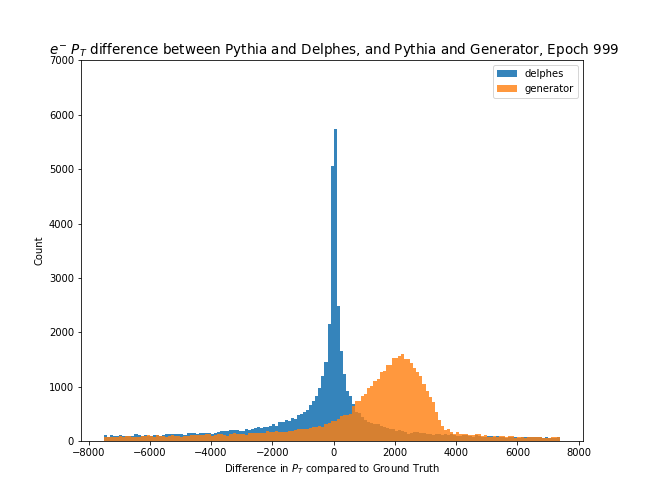 e⁻ P_T difference between Pythia and Delphes, and Pythia and Generator, Epoch 999
7000
6000
5000
4000
3000
2000
1000
0
Count
delphes
generator
−8000 −6000 −4000 −2000 0 2000 4000 6000 8000
Difference in P_T compared to Ground Truth